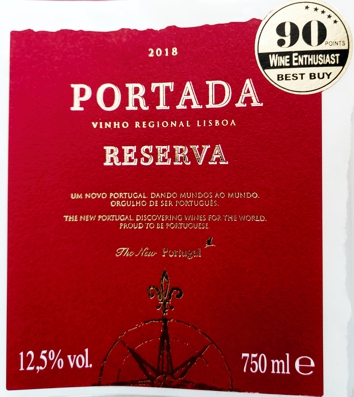 90
POINTS
WINE ENTHUSIAST
BEST BUY
2018
PORTADA
VINHO REGIONAL LISBOA
RESERVA
UM NOVO PORTUGAL. DANDO MUNDOS AO MUNDO.
ORGULHO DE SER PORTUGUÊS.
THE NEW PORTUGAL. DISCOVERING WINES FOR THE WORLD.
PROUD TO BE PORTUGUESE
The New Portugal
12,5% vol.
750 ml e